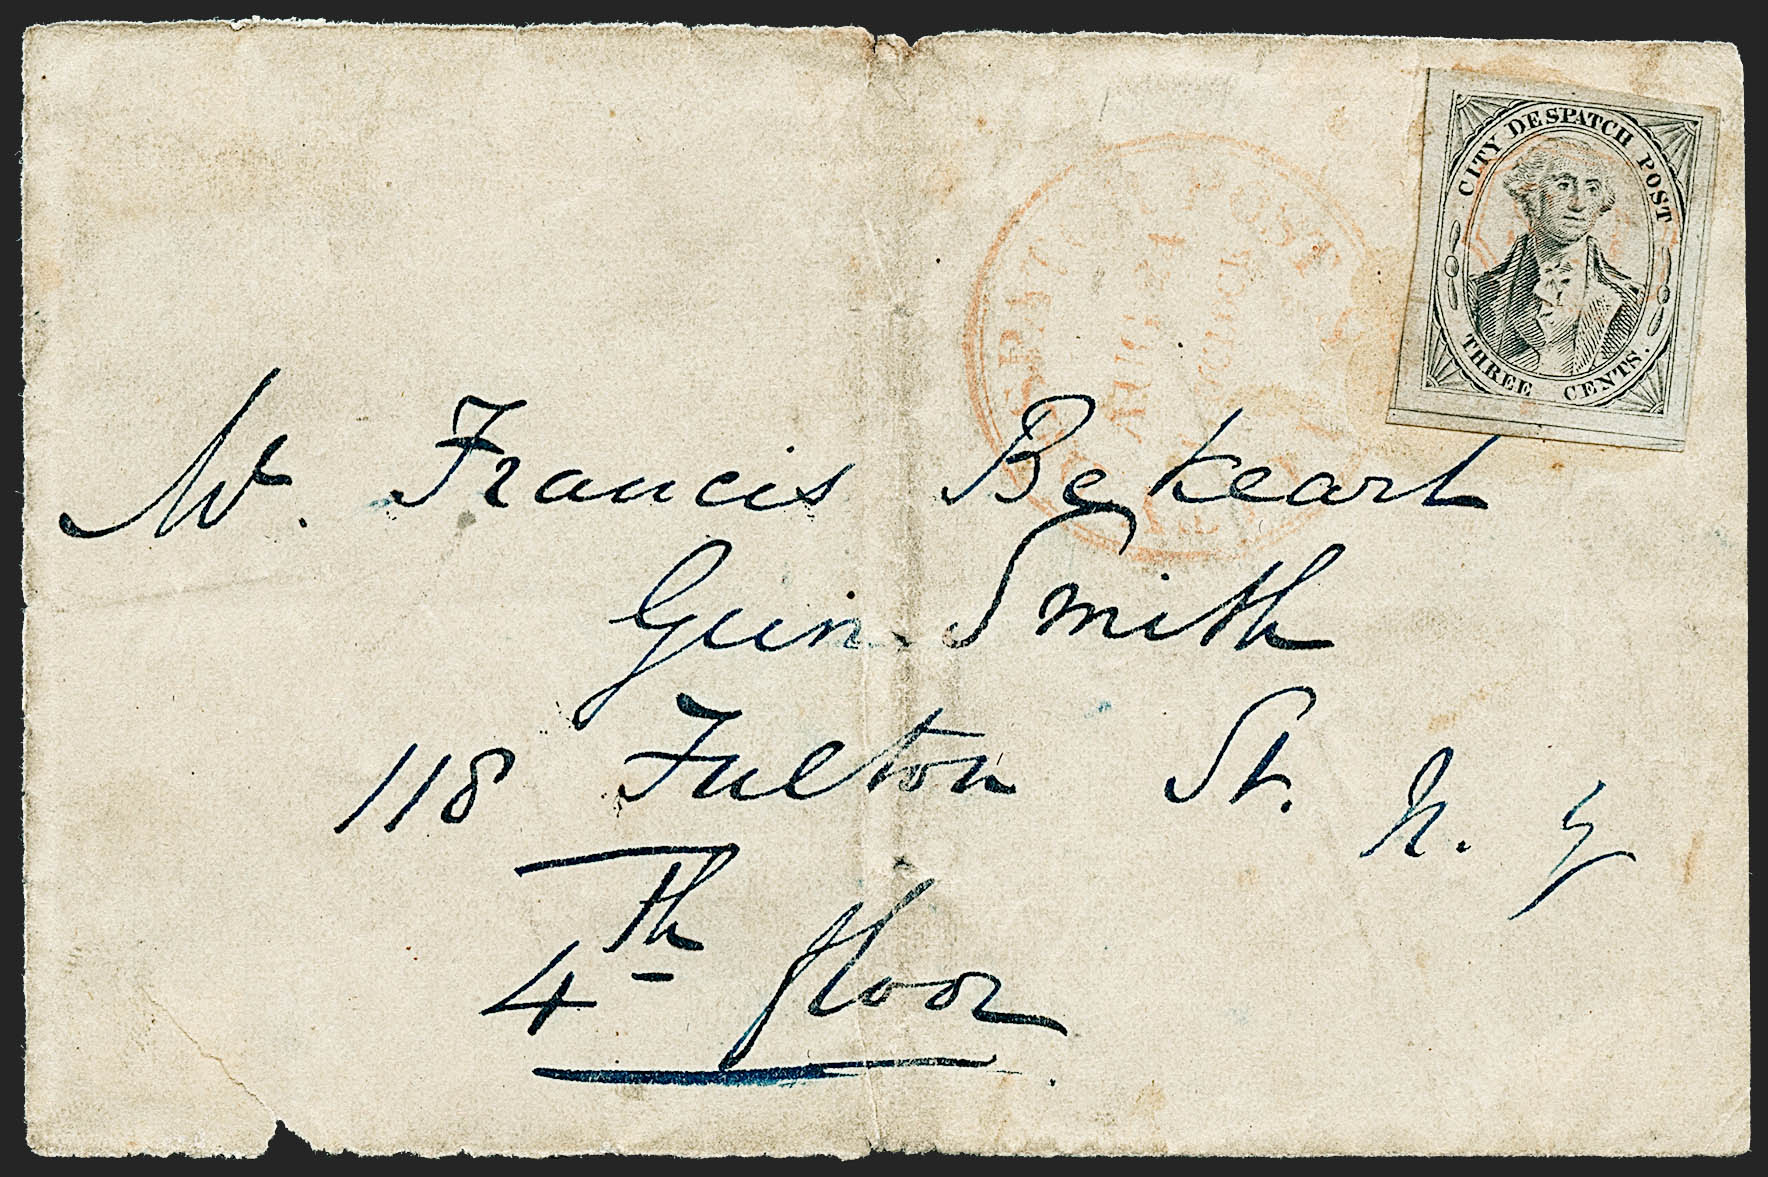 CITY DESPATCH POST
THREE CENTS.
Mr. Francis Bekeart
Gun Smith
118 Fulton St. N. Y
4th floor